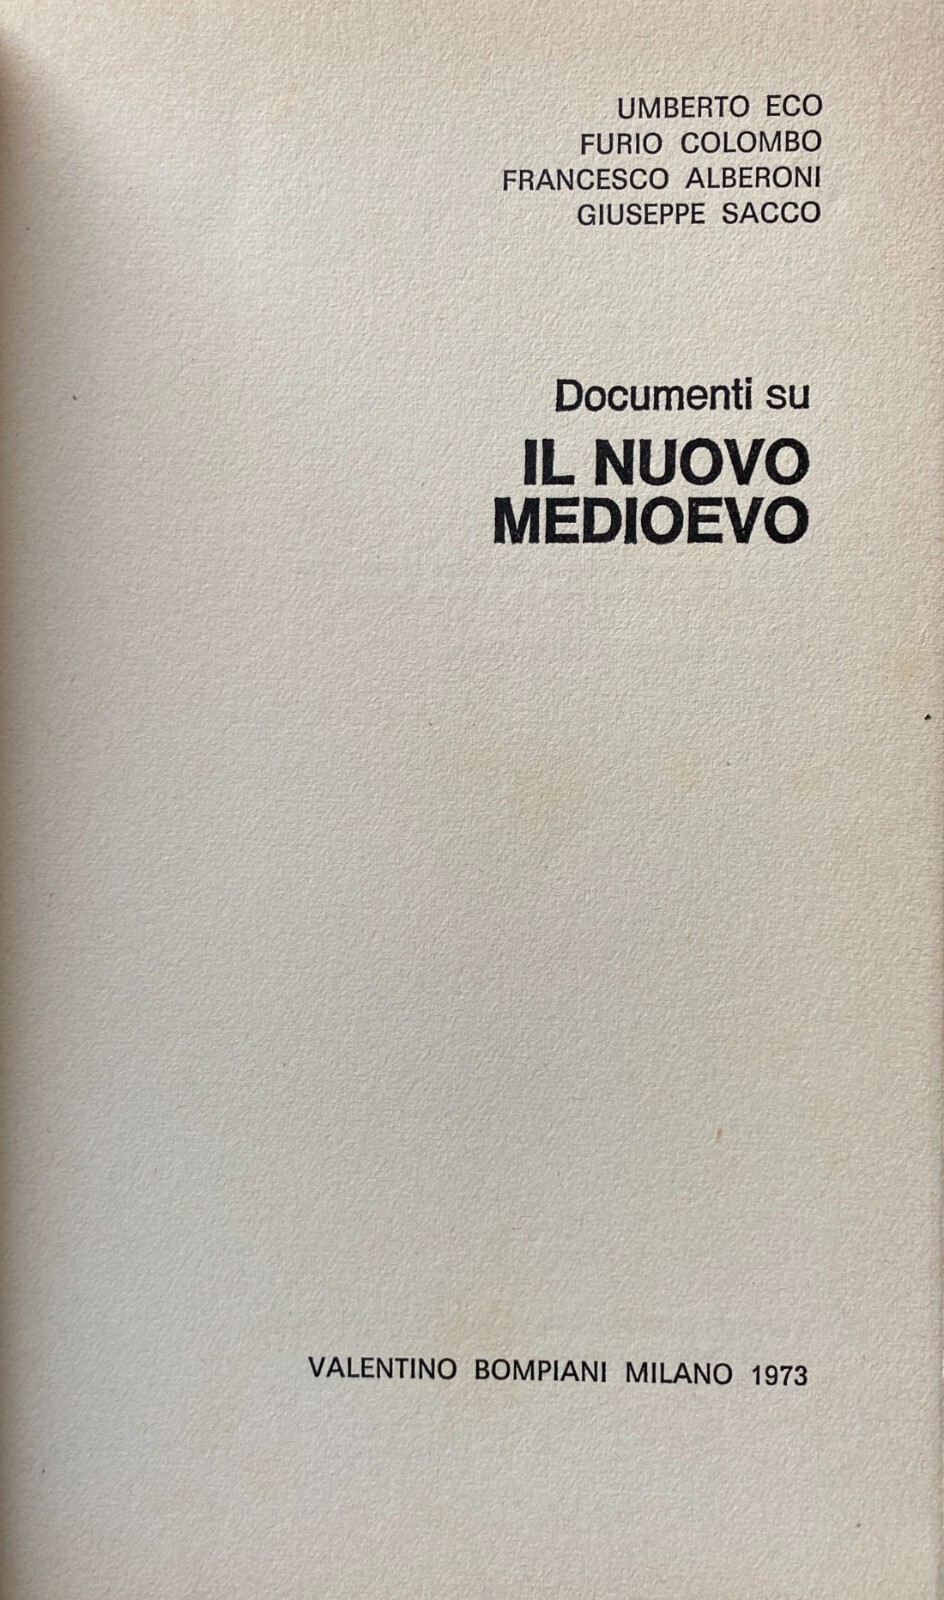 UMBERTO ECO
FURIO COLOMBO
FRANCESCO ALBERONI
GIUSEPPE SACCO
Documenti su
IL NUOVO
MEDIOEVO
VALENTINO BOMPIANI MILANO 1973